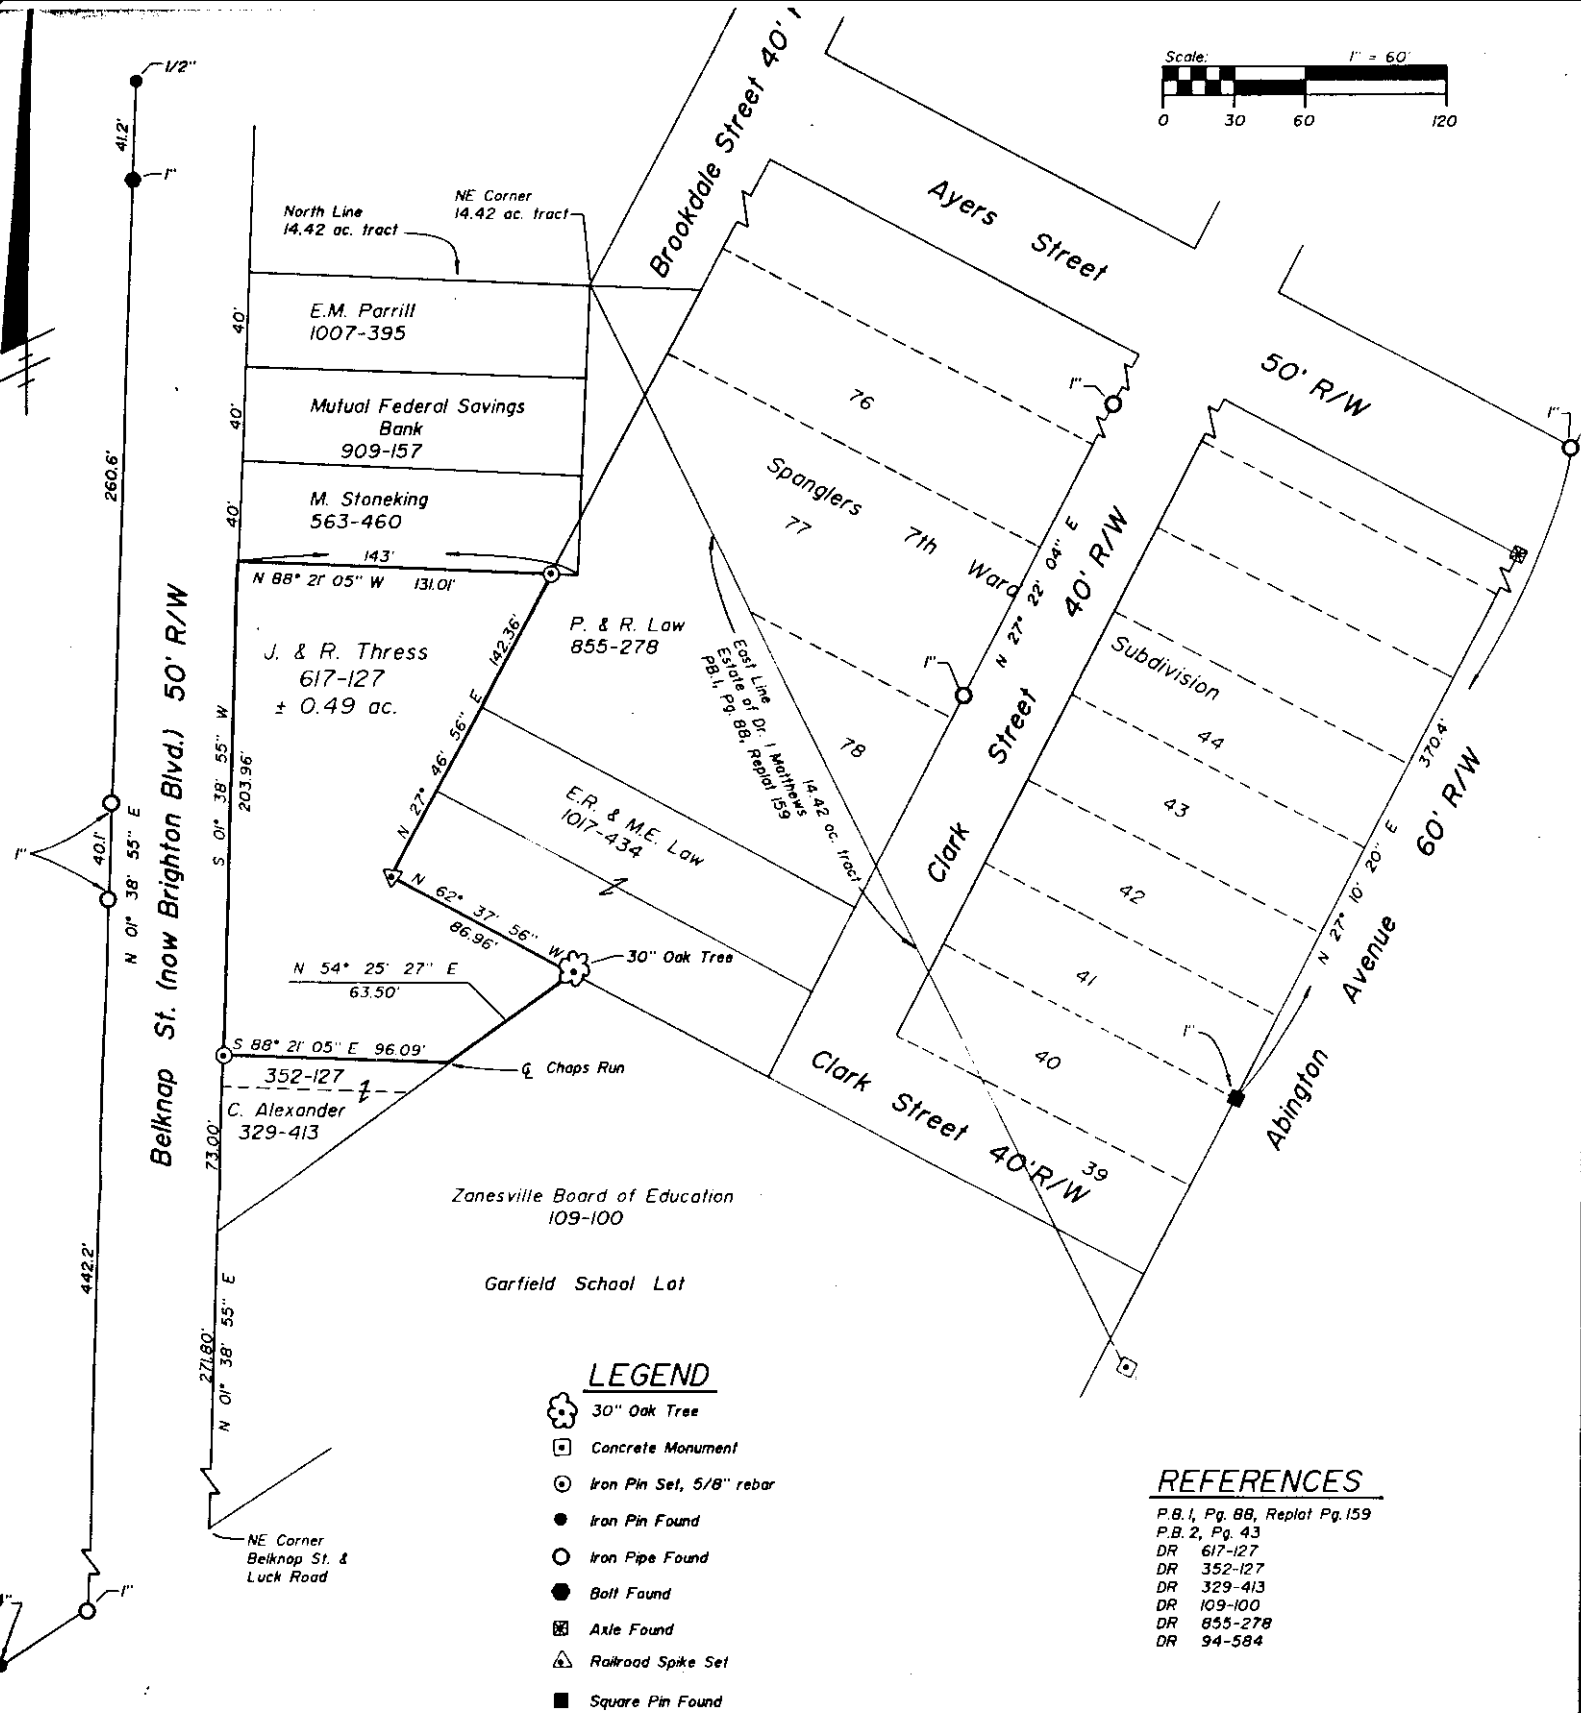 1/2"
41.2'
1"
260.6'
1"
40.1'
N 01° 38' 55" E
442.2'
1"
Belknap St. (now Brighton Blvd.) 50' R/W
North Line
14.42 ac. tract
NE Corner
14.42 ac. tract
Brookdale Street 40'
Scale: 1" = 60'
0 30 60 120
Ayers Street
50' R/W
1"
1"
40'
E.M. Parrill
1007-395
40'
Mutual Federal Savings
Bank
909-157
40'
M. Stoneking
563-460
143'
N 88° 21' 05" W 131.01'
J. & R. Thress
617-127
± 0.49 ac.
S 01° 38' 55" W
203.96'
142.36'
N 27° 46' 56" E
P. & R. Law
855-278
East Line
Estate of Dr. I Matthews
PB.1, Pg. 88, Replat 159
14.42 ac. tract
E.R. & M.E. Law
1017-434
76
Spanglers 7th Ward
77
78
1"
N 27° 22' 04" E
40' R/W
Clark Street
Subdivision
44
43
42
41
40
39
370.4'
N 27° 10' 20" E
Abington Avenue 60' R/W
1"
N 62° 37' 56" W
86.96'
30" Oak Tree
N 54° 25' 27" E
63.50'
S 88° 21' 05" E 96.09'
℄ Chaps Run
352-127
C. Alexander
329-413
73.00'
Clark Street 40' R/W
Zanesville Board of Education
109-100
Garfield School Lot
271.80'
N 01° 38' 55" E
NE Corner
Belknap St. &
Luck Road
LEGEND
30" Oak Tree
Concrete Monument
Iron Pin Set, 5/8" rebar
Iron Pin Found
Iron Pipe Found
Bolt Found
Axle Found
Railroad Spike Set
Square Pin Found
REFERENCES
P.B.1, Pg. 88, Replat Pg.159
P.B. 2, Pg. 43
DR 617-127
DR 352-127
DR 329-413
DR 109-100
DR 855-278
DR 94-584